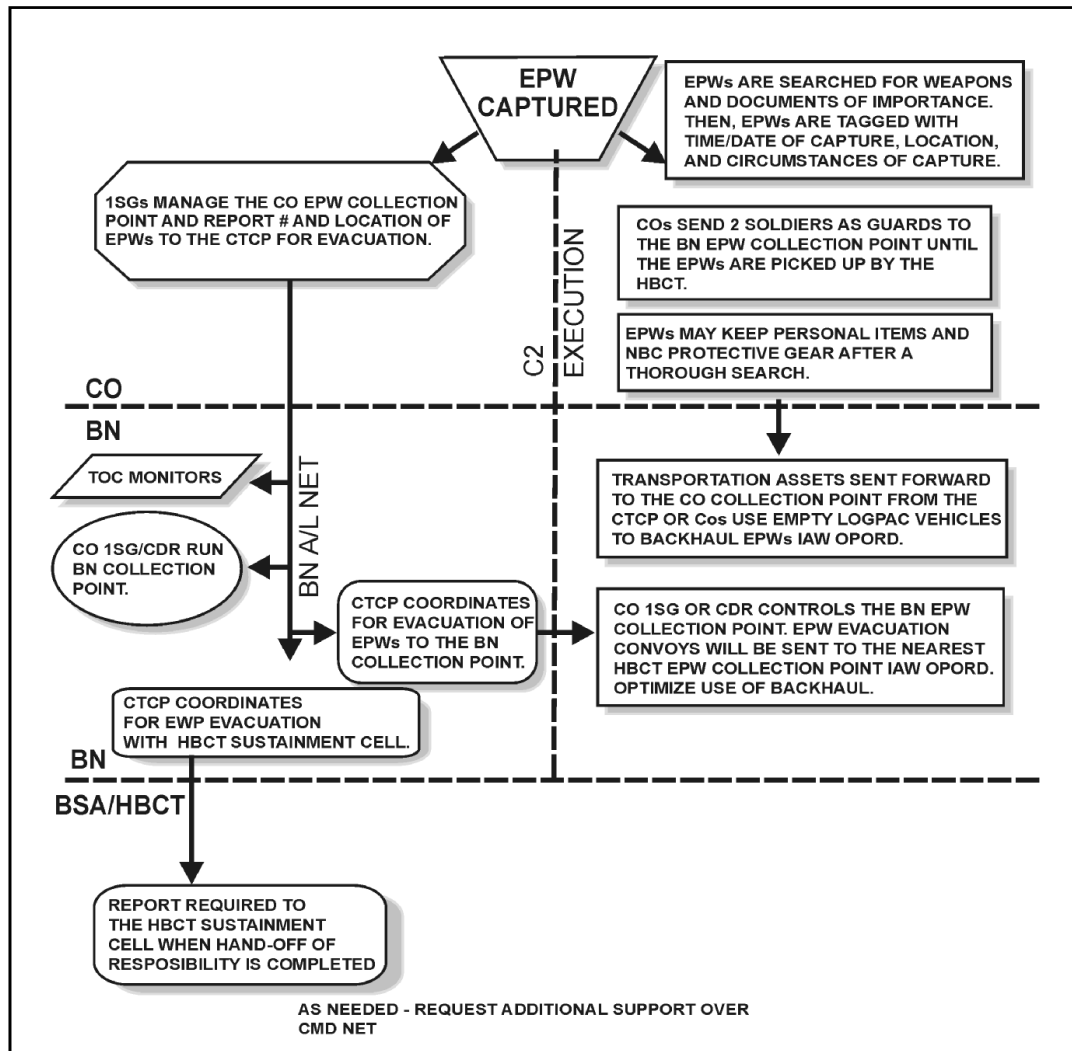 EPW
CAPTURED
EPWs ARE SEARCHED FOR WEAPONS
AND DOCUMENTS OF IMPORTANCE.
THEN, EPWs ARE TAGGED WITH
TIME/DATE OF CAPTURE, LOCATION,
AND CIRCUMSTANCES OF CAPTURE.
1SGs MANAGE THE CO EPW COLLECTION
POINT AND REPORT # AND LOCATION OF
EPWs TO THE CTCP FOR EVACUATION.
COs SEND 2 SOLDIERS AS GUARDS TO
THE BN EPW COLLECTION POINT UNTIL
THE EPWs ARE PICKED UP BY THE
HBCT.
C2
EXECUTION
EPWs MAY KEEP PERSONAL ITEMS AND
NBC PROTECTIVE GEAR AFTER A
THOROUGH SEARCH.
CO
BN
TOC MONITORS
BN A/L NET
TRANSPORTATION ASSETS SENT FORWARD
TO THE CO COLLECTION POINT FROM THE
CTCP OR Cos USE EMPTY LOGPAC VEHICLES
TO BACKHAUL EPWs IAW OPORD.
CO 1SG/CDR RUN
BN COLLECTION
POINT.
CTCP COORDINATES
FOR EVACUATION OF
EPWs TO THE BN
COLLECTION POINT.
CO 1SG OR CDR CONTROLS THE BN EPW
COLLECTION POINT. EPW EVACUATION
CONVOYS WILL BE SENT TO THE NEAREST
HBCT EPW COLLECTION POINT IAW OPORD.
OPTIMIZE USE OF BACKHAUL.
CTCP COORDINATES
FOR EWP EVACUATION
WITH HBCT SUSTAINMENT CELL.
BN
BSA/HBCT
REPORT REQUIRED TO
THE HBCT SUSTAINMENT
CELL WHEN HAND-OFF OF
RESPOSIBILITY IS COMPLETED
AS NEEDED - REQUEST ADDITIONAL SUPPORT OVER
CMD NET